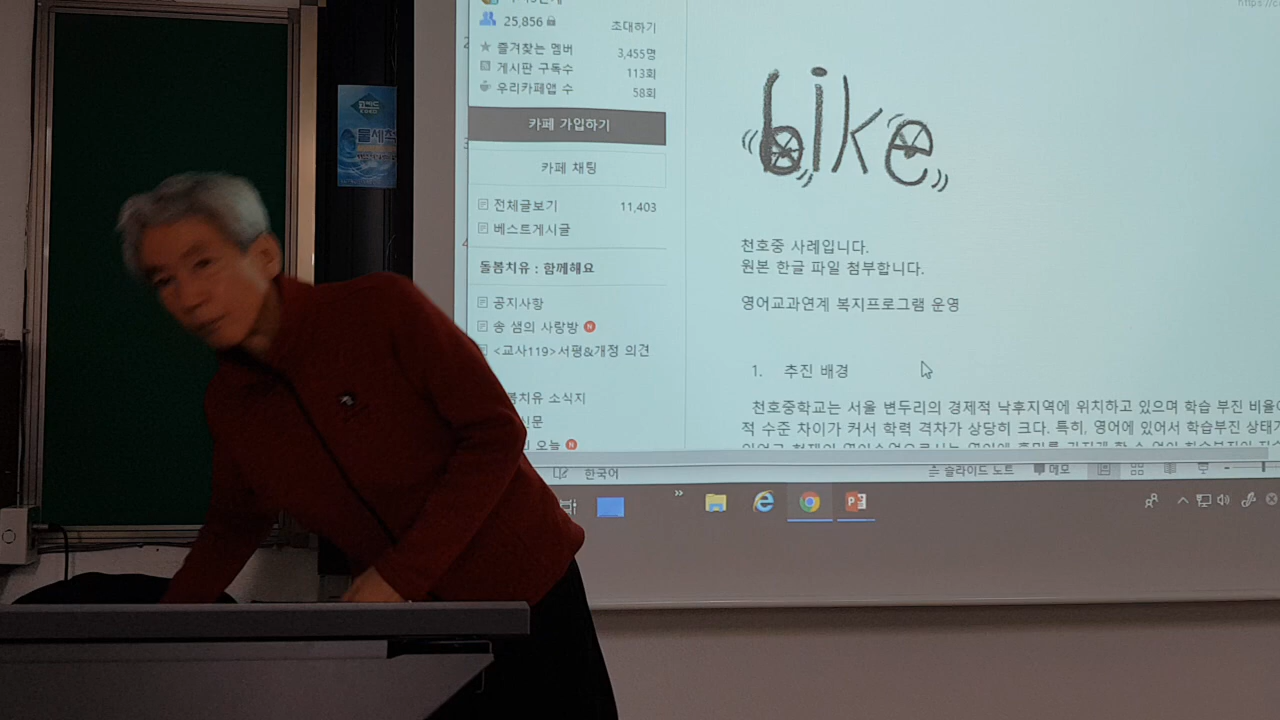 25,856
초대하기
즐겨찾는 멤버 3,455명
게시판 구독수 113회
우리카페앱 수 58회
카페 가입하기
카페 채팅
전체글보기 11,403
베스트게시글
돌봄치유 : 함께해요
공지사항
송 샘의 사랑방 N
<교사119>서평&개정 의견
봄치유 소식지
신문
오늘 N
bike
천호중 사례입니다.
원본 한글 파일 첨부합니다.
영어교과연계 복지프로그램 운영
1. 추진 배경
천호중학교는 서울 변두리의 경제적 낙후지역에 위치하고 있으며 학습 부진 비율이
적 수준 차이가 커서 학력 격차가 상당히 크다. 특히, 영어에 있어서 학습부진 상태가
한국어
슬라이드 노트 메모